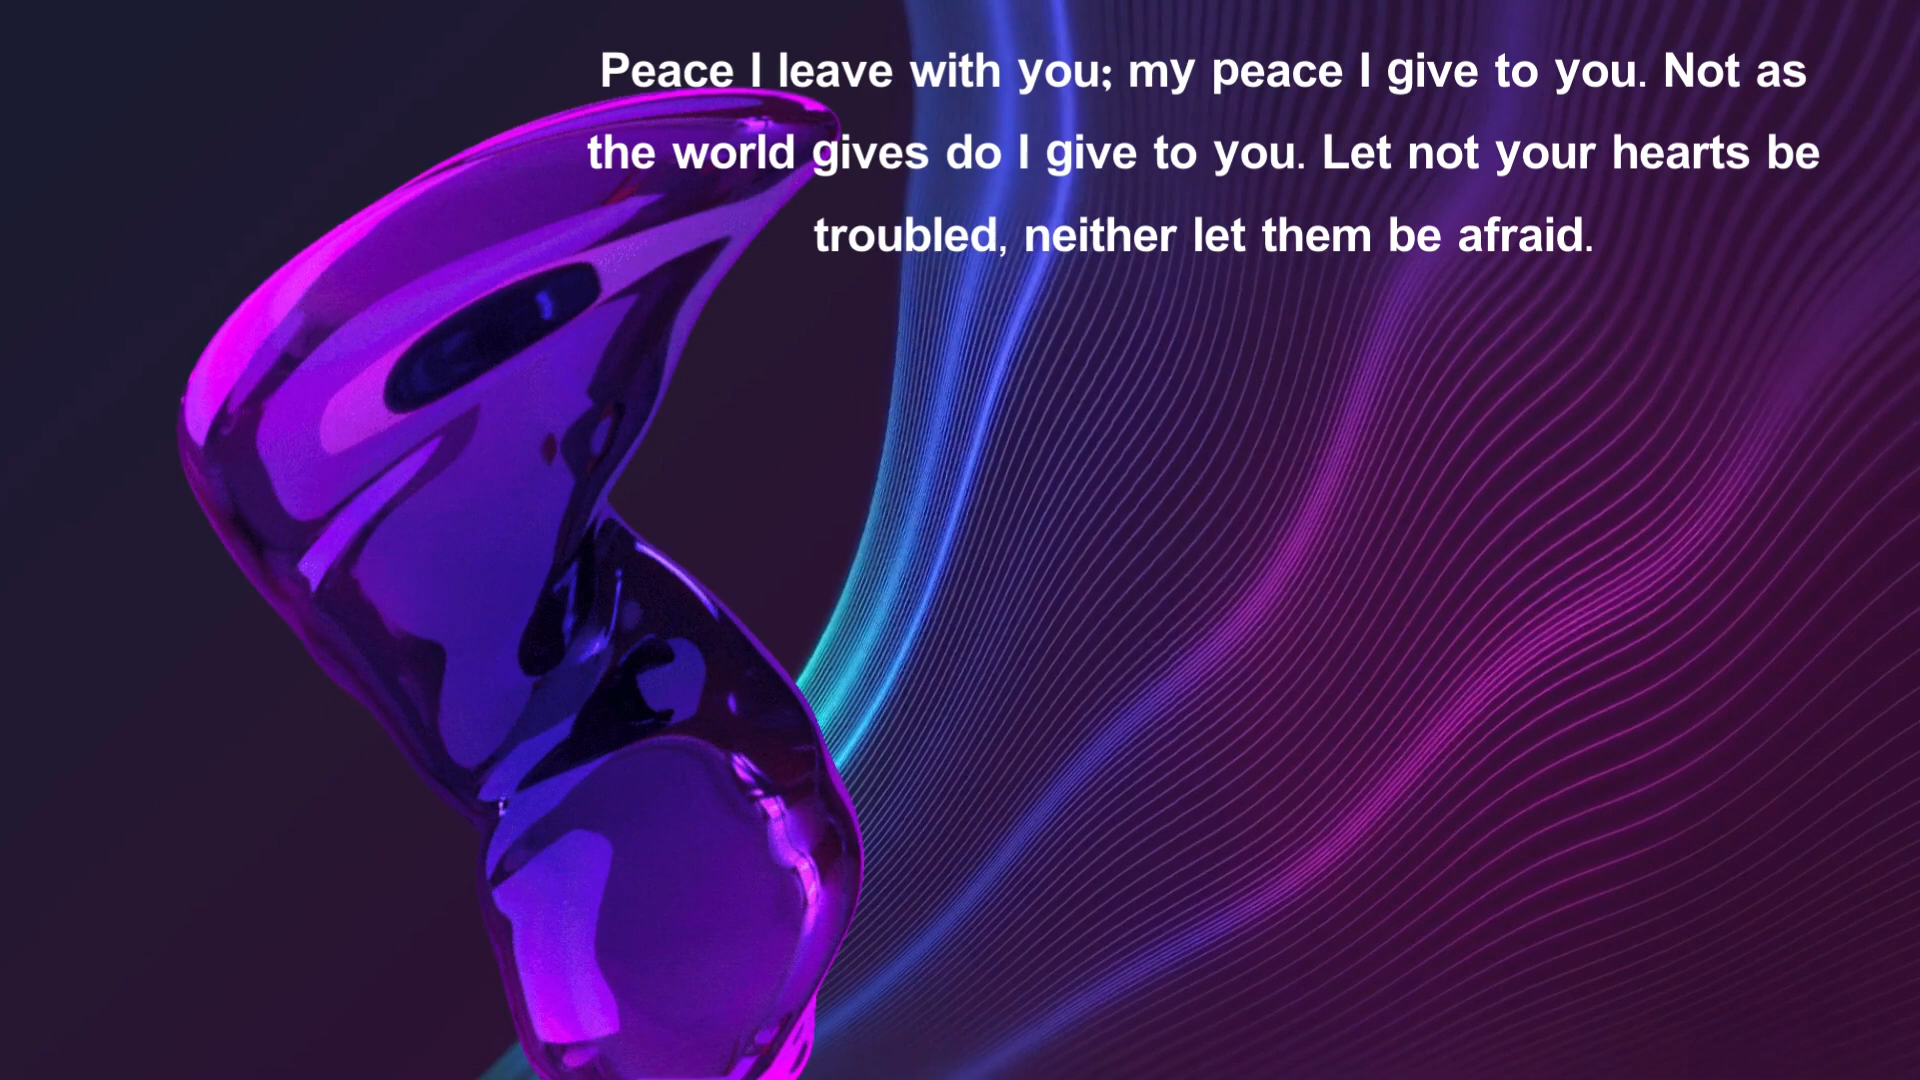 Peace I leave with you; my peace I give to you. Not as
the world gives do I give to you. Let not your hearts be
troubled, neither let them be afraid.